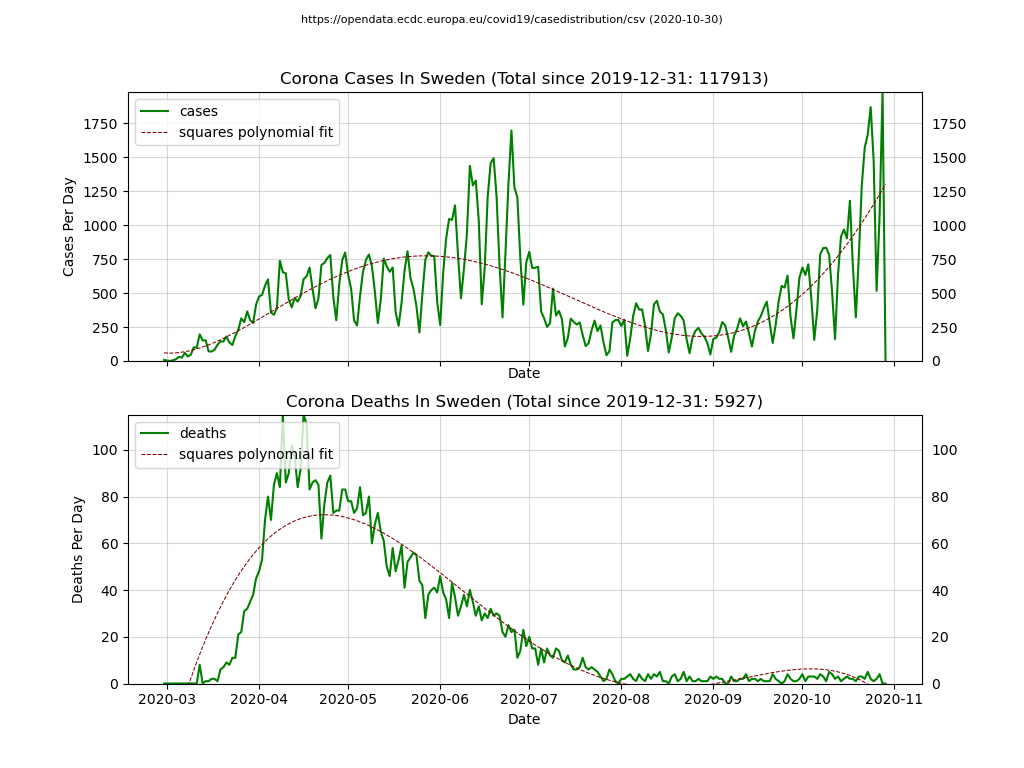 https://opendata.ecdc.europa.eu/covid19/casedistribution/csv (2020-10-30)
Corona Cases In Sweden (Total since 2019-12-31: 117913)
cases
squares polynomial fit
Cases Per Day
1750 1750
1500 1500
1250 1250
1000 1000
750 750
500 500
250 250
0 0
Date
Corona Deaths In Sweden (Total since 2019-12-31: 5927)
deaths
squares polynomial fit
Deaths Per Day
100 100
80 80
60 60
40 40
20 20
0 0
2020-03 2020-04 2020-05 2020-06 2020-07 2020-08 2020-09 2020-10 2020-11
Date